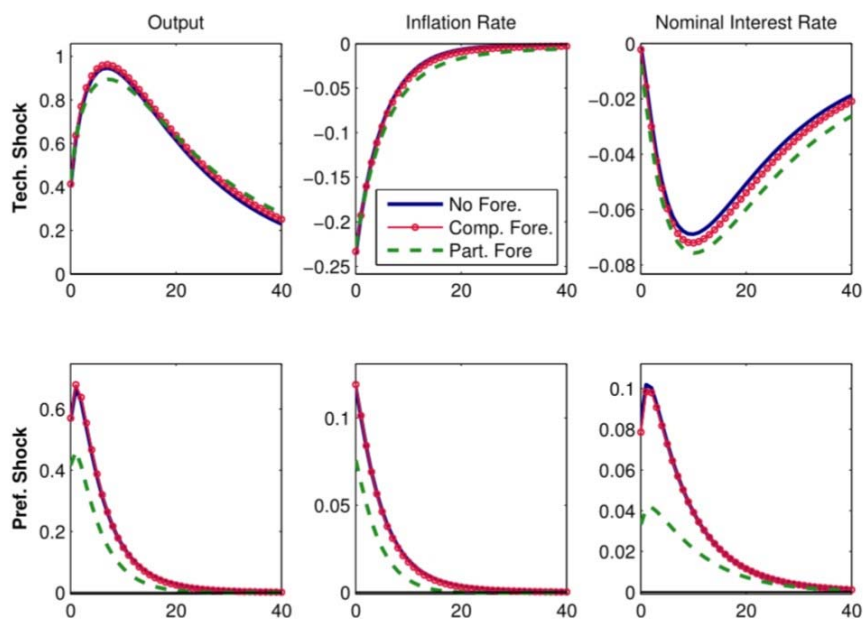 Output
Inflation Rate
Nominal Interest Rate
Tech. Shock
1
0.8
0.6
0.4
0.2
0
0 20 40
0
−0.05
−0.1
−0.15
−0.2
−0.25
0 20 40
No Fore.
Comp. Fore.
Part. Fore
0
−0.02
−0.04
−0.06
−0.08
0 20 40
Pref. Shock
0.6
0.4
0.2
0
0 20 40
0.1
0.05
0
0 20 40
0.1
0.08
0.06
0.04
0.02
0
0 20 40